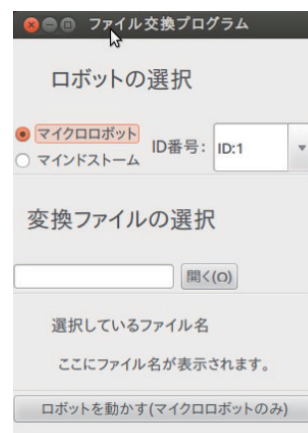 ファイル交換プログラム
ロボットの選択
マイクロロボット
ID番号:
ID:1
マインドストーム
変換ファイルの選択
開く(O)
選択しているファイル名
ここにファイル名が表示されます。
ロボットを動かす(マイクロロボットのみ)